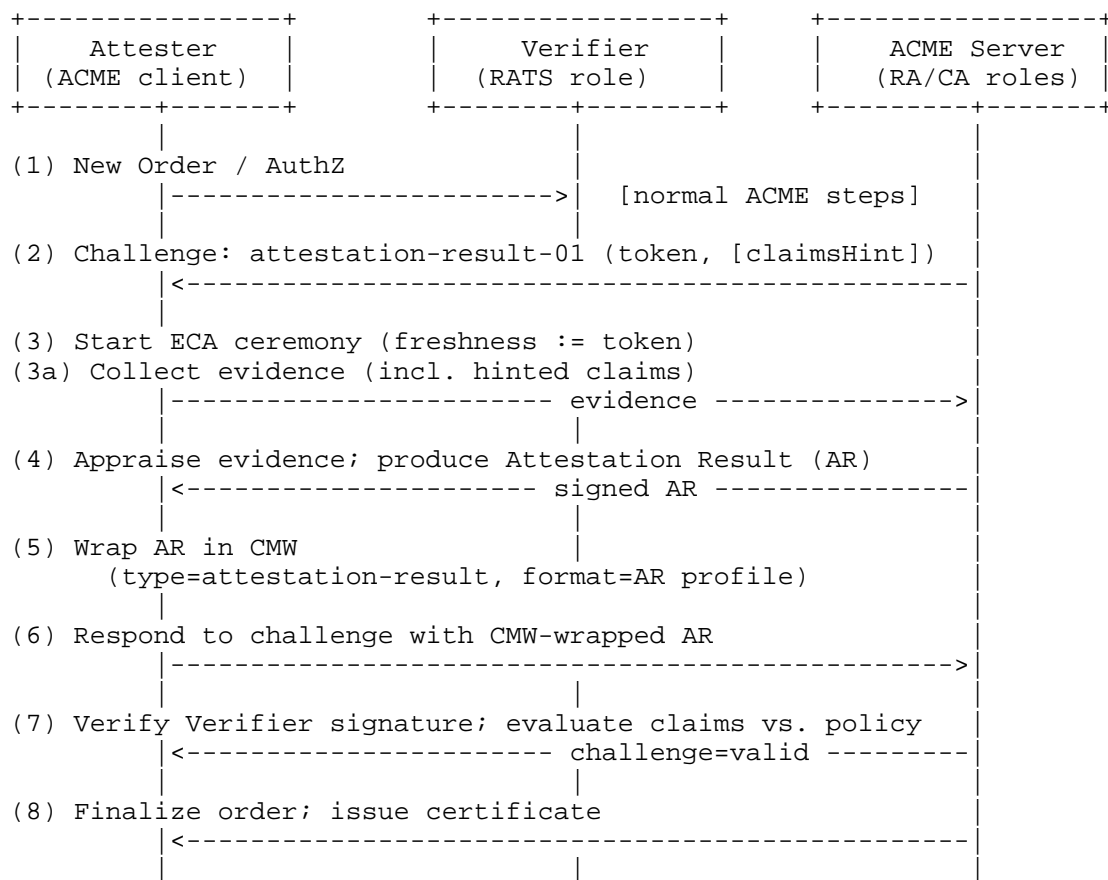 Attester Verifier ACME Server
(ACME client) (RATS role) (RA/CA roles)
(1) New Order / AuthZ
[normal ACME steps]
(2) Challenge: attestation-result-01 (token, [claimsHint])
(3) Start ECA ceremony (freshness := token)
(3a) Collect evidence (incl. hinted claims)
evidence
(4) Appraise evidence; produce Attestation Result (AR)
signed AR
(5) Wrap AR in CMW
(type=attestation-result, format=AR profile)
(6) Respond to challenge with CMW-wrapped AR
(7) Verify Verifier signature; evaluate claims vs. policy
challenge=valid
(8) Finalize order; issue certificate